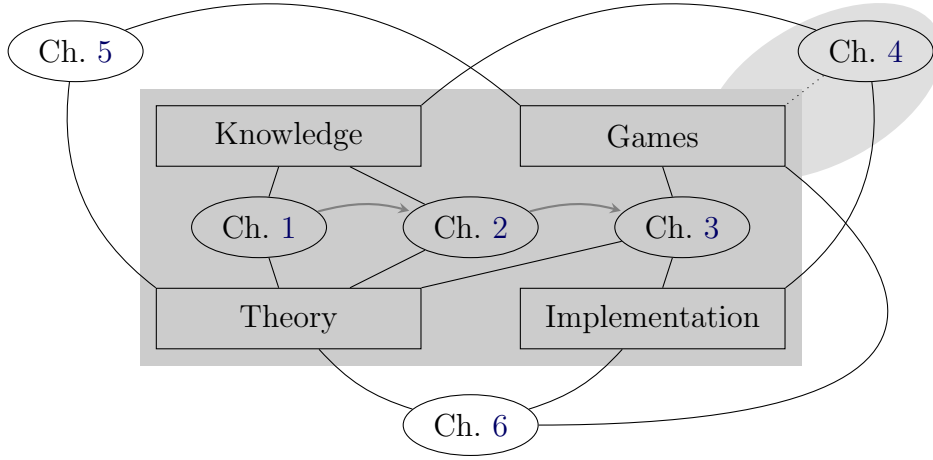 Ch. 5
Ch. 4
Knowledge
Games
Ch. 1
Ch. 2
Ch. 3
Theory
Implementation
Ch. 6